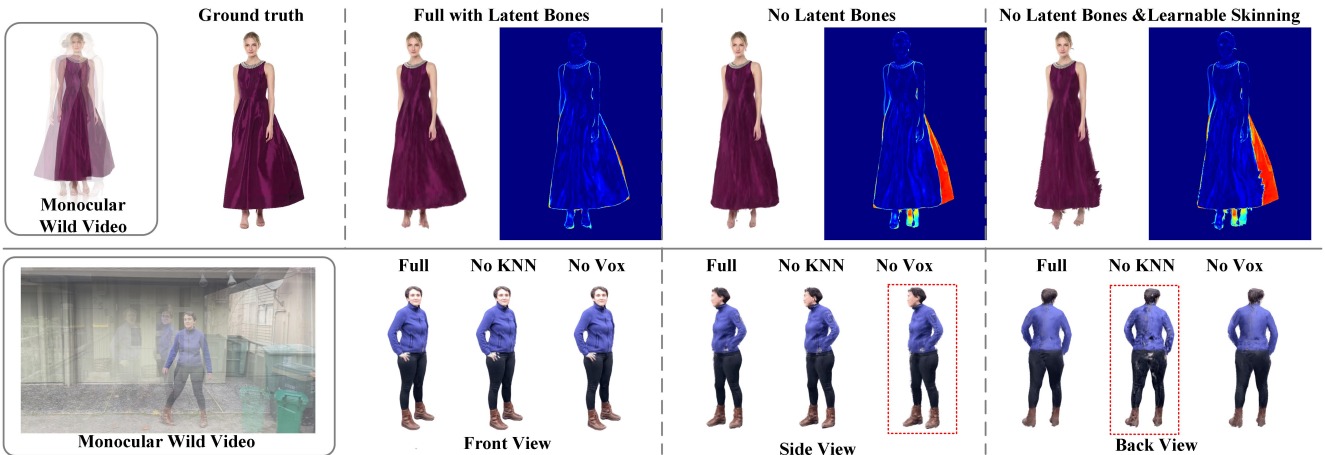 Ground truth
Full with Latent Bones
No Latent Bones
No Latent Bones &Learnable Skinning
Monocular
Wild Video
Full
No KNN
No Vox
Full
No KNN
No Vox
Full
No KNN
No Vox
Monocular Wild Video
Front View
Side View
Back View